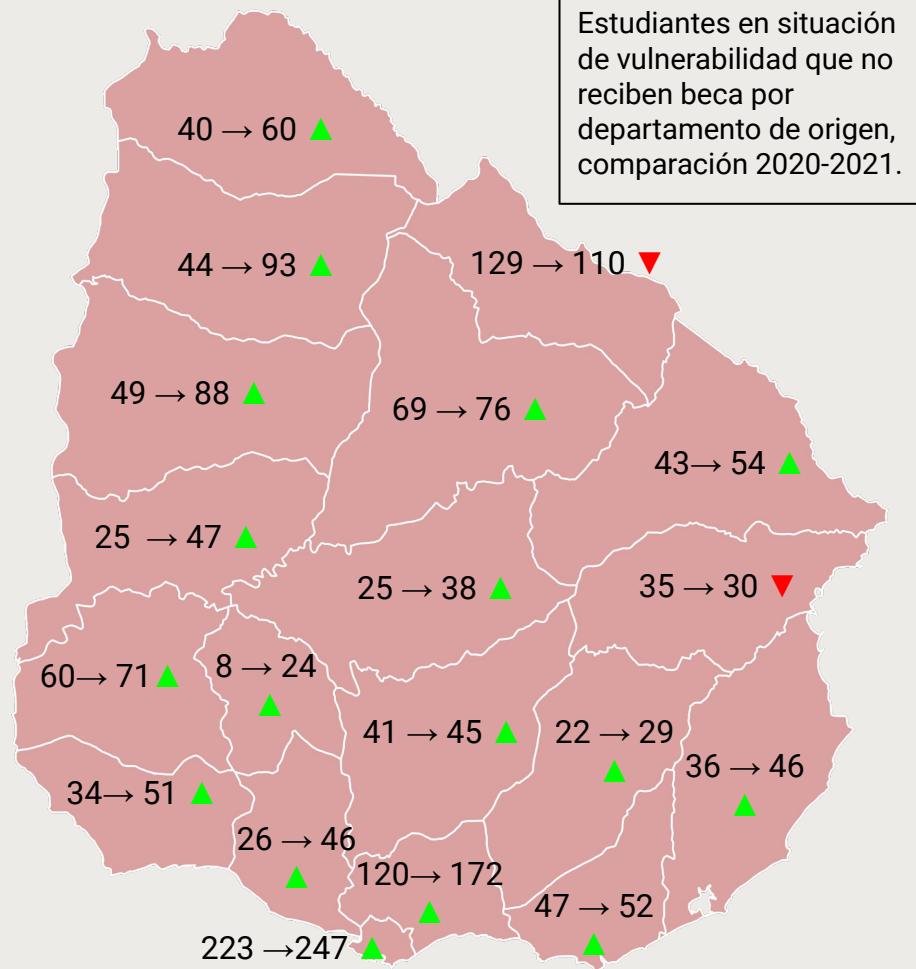 Estudiantes en situación
de vulnerabilidad que no
reciben beca por
departamento de origen,
comparación 2020-2021.
40 → 60
44 → 93
129 → 110
49 → 88
69 → 76
43→ 54
25 → 47
25 → 38
35 → 30
60→ 71
8 → 24
41 → 45
22 → 29
36 → 46
34→ 51
26 → 46
120→ 172
47 → 52
223 →247